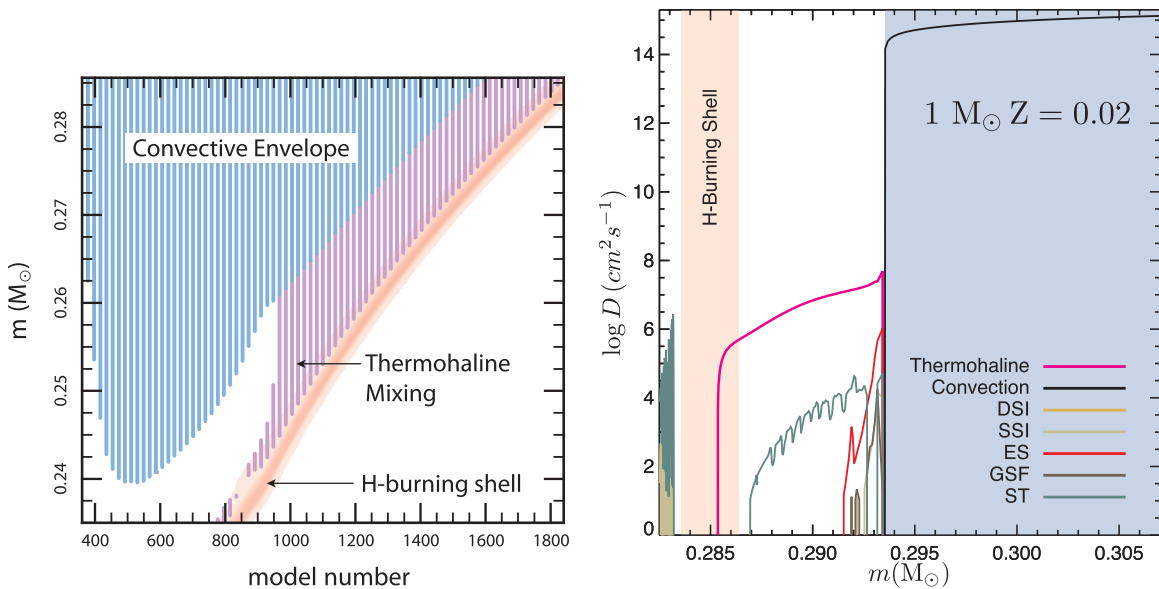 0.28
0.27
0.26
0.25
0.24
m (M⊙)
Convective Envelope
Thermohaline
Mixing
H-burning shell
400 600 800 1000 1200 1400 1600 1800
model number
14
12
10
8
6
4
2
0
log D (cm² s⁻¹)
H-Burning Shell
1 M⊙ Z = 0.02
Thermohaline
Convection
DSI
SSI
ES
GSF
ST
0.285 0.290 0.295 0.300 0.305
m(M⊙)